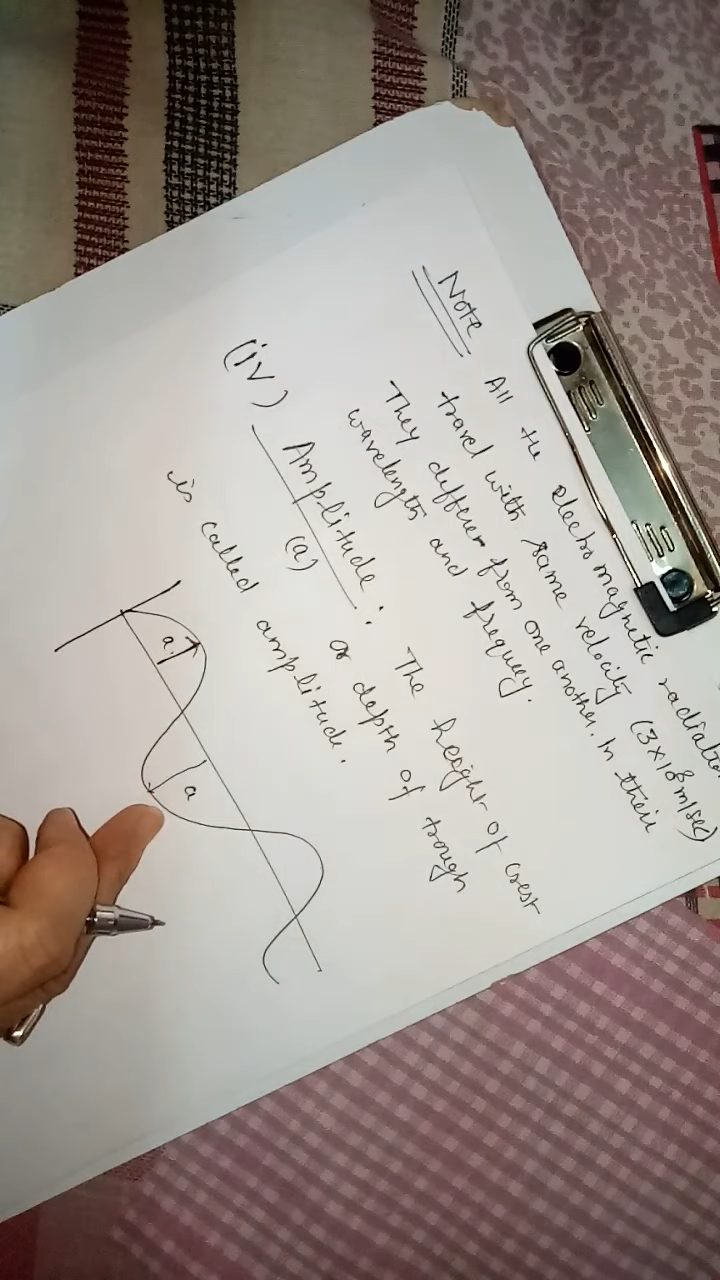 Note All the electromagnetic radiation
travel with same velocity (3×10⁸ m/sec)
They differer from one another. In their
wavelength and frequency.
(iv) Amplitude : The height of crest
(a) or depth of trough
is called amplitude.
a
a